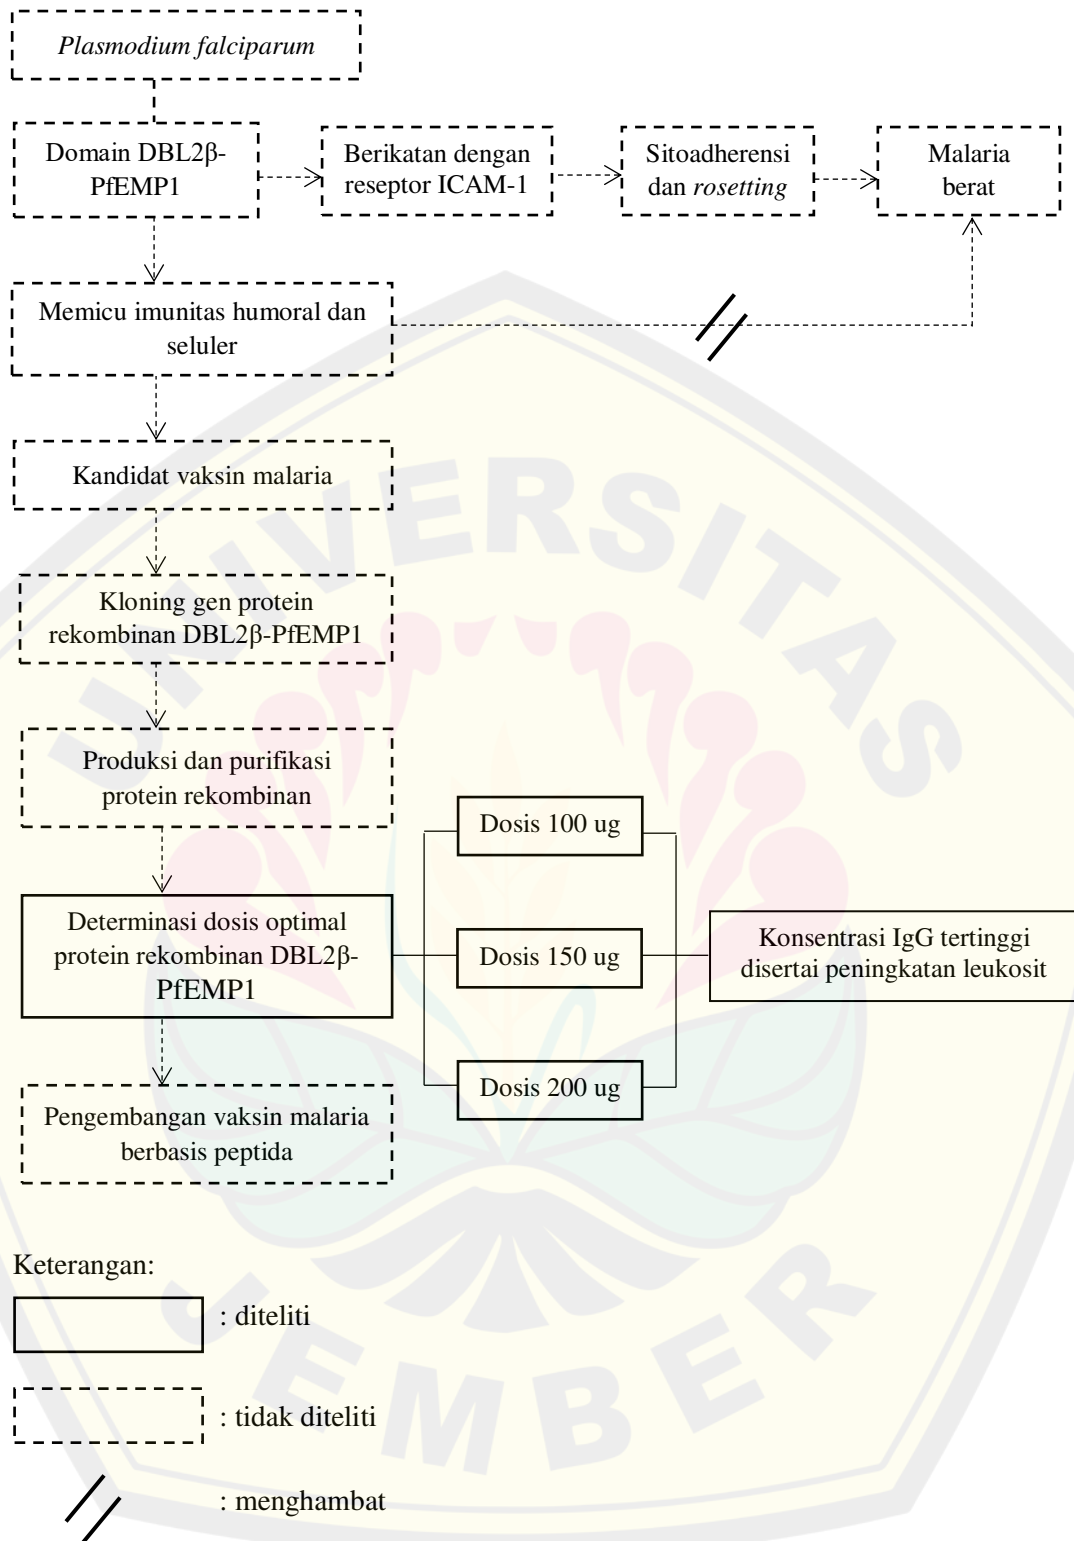 Plasmodium falciparum
Domain DBL2β-
PfEMP1
Berikatan dengan
reseptor ICAM-1
Sitoadherensi
dan rosetting
Malaria
berat
Memicu imunitas humoral dan
seluler
Kandidat vaksin malaria
Kloning gen protein
rekombinan DBL2β-PfEMP1
Produksi dan purifikasi
protein rekombinan
Determinasi dosis optimal
protein rekombinan DBL2β-
PfEMP1
Dosis 100 ug
Dosis 150 ug
Dosis 200 ug
Konsentrasi IgG tertinggi
disertai peningkatan leukosit
Pengembangan vaksin malaria
berbasis peptida
Keterangan:
: diteliti
: tidak diteliti
: menghambat
UNIVERSITAS
JEMBER